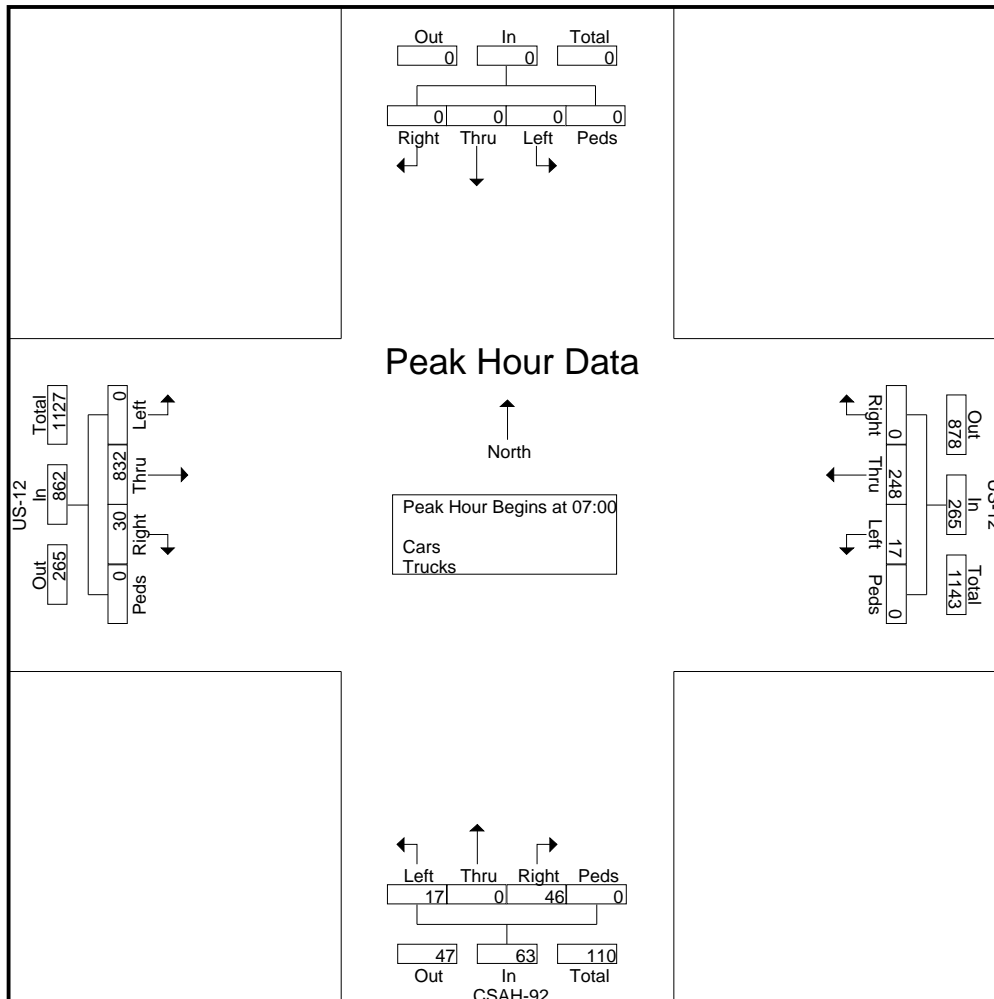 Out In Total
0 0 0
0 0 0 0
Right Thru Left Peds
Peak Hour Data
North
Peak Hour Begins at 07:00
Cars
Trucks
US-12
Total In Out
1127 862 265
0 832 30 0
Left Thru Right Peds
Right Thru Left Peds
0 248 17 0
878 265 1143
Out In Total
US-12
Left Thru Right Peds
17 0 46 0
47 63 110
Out In Total
CSAH-92